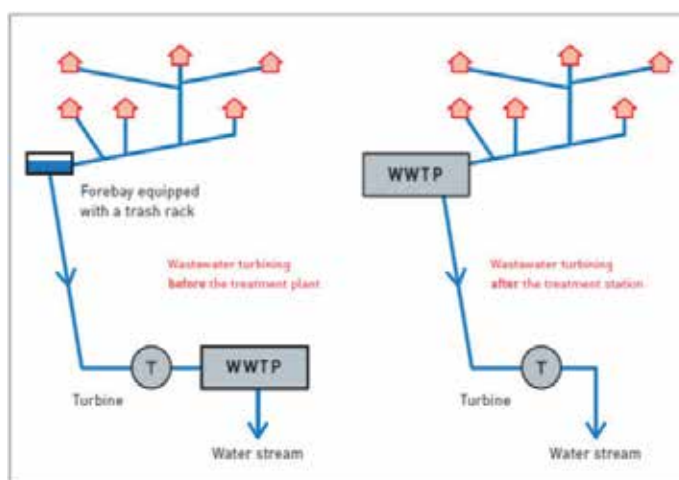 Forebay equipped
with a trash rack
Wastewater turbining
before the treatment plant
T
WWTP
Turbine
Water stream
WWTP
Wastewater turbining
after the treatment station
T
Turbine
Water stream